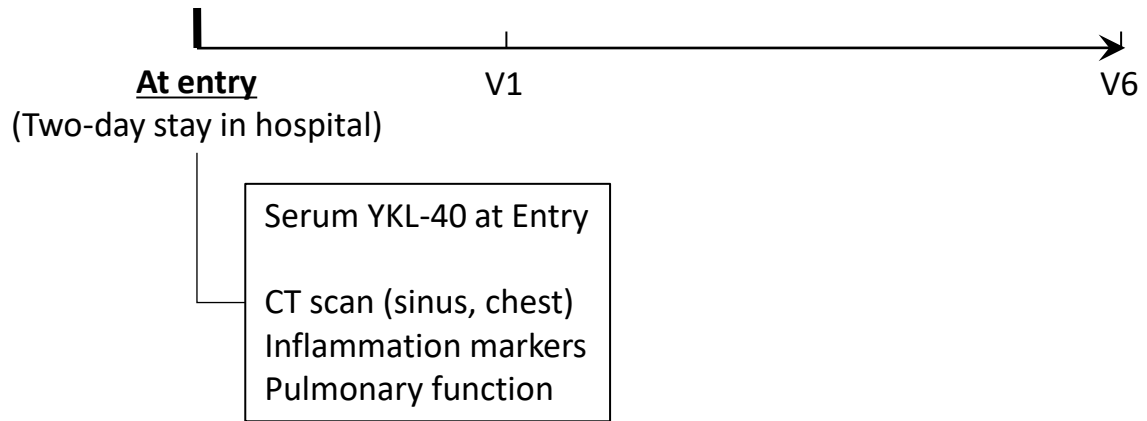 At entry
V1
V6
(Two-day stay in hospital)
Serum YKL-40 at Entry
CT scan (sinus, chest)
Inflammation markers
Pulmonary function